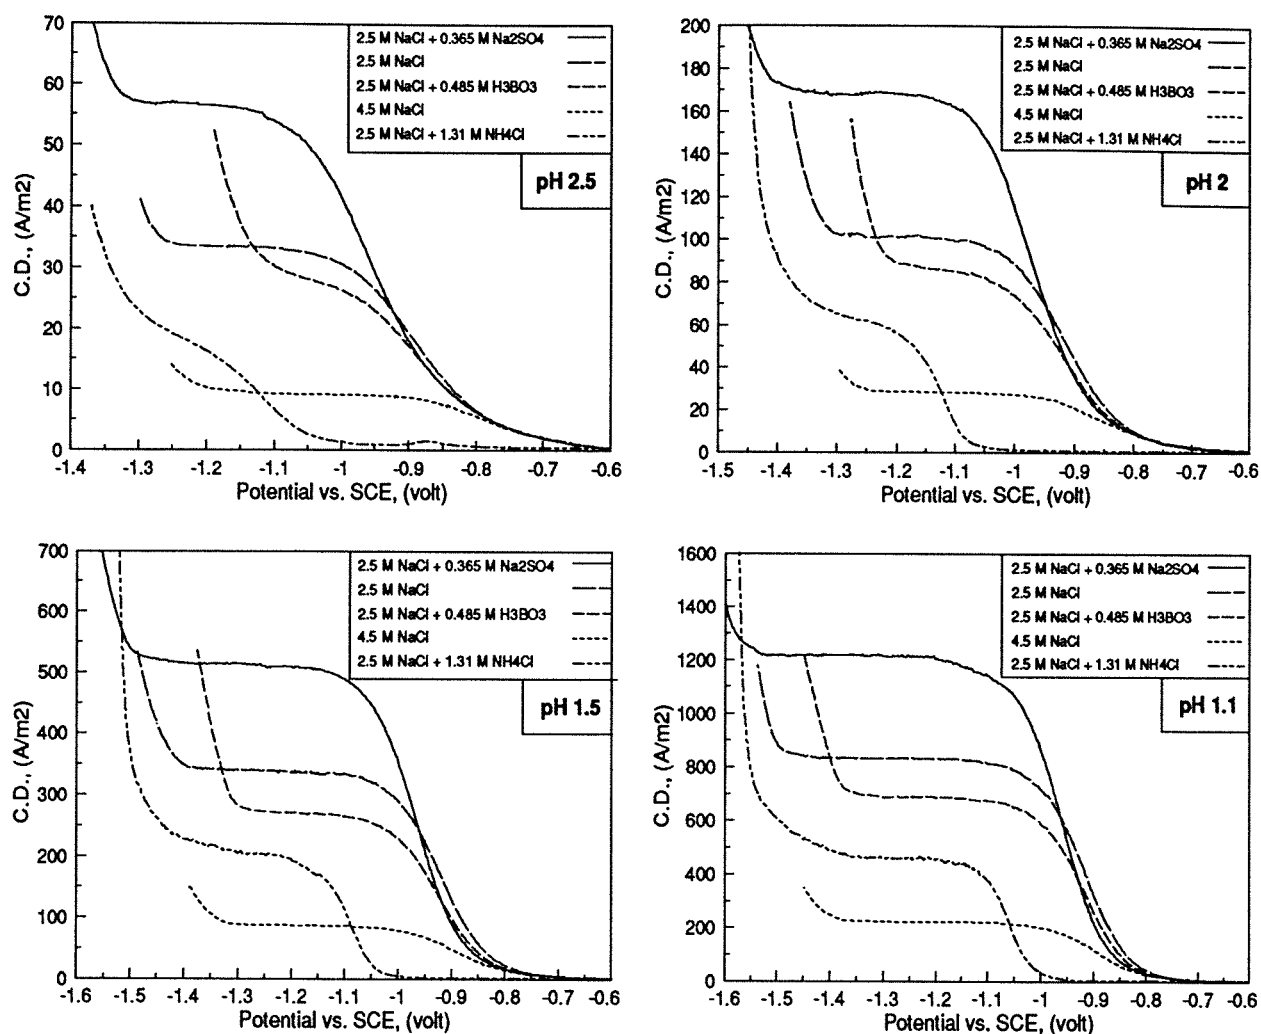 70
60
50
40
30
20
10
0
C.D., (A/m2)
2.5 M NaCl + 0.365 M Na2SO4
2.5 M NaCl
2.5 M NaCl + 0.485 M H3BO3
4.5 M NaCl
2.5 M NaCl + 1.31 M NH4Cl
pH 2.5
-1.4 -1.3 -1.2 -1.1 -1 -0.9 -0.8 -0.7 -0.6
Potential vs. SCE, (volt)
200
180
160
140
120
100
80
60
40
20
0
C.D., (A/m2)
2.5 M NaCl + 0.365 M Na2SO4
2.5 M NaCl
2.5 M NaCl + 0.485 M H3BO3
4.5 M NaCl
2.5 M NaCl + 1.31 M NH4Cl
pH 2
-1.5 -1.4 -1.3 -1.2 -1.1 -1 -0.9 -0.8 -0.7 -0.6
Potential vs. SCE, (volt)
700
600
500
400
300
200
100
0
C.D., (A/m2)
2.5 M NaCl + 0.365 M Na2SO4
2.5 M NaCl
2.5 M NaCl + 0.485 M H3BO3
4.5 M NaCl
2.5 M NaCl + 1.31 M NH4Cl
pH 1.5
-1.6 -1.5 -1.4 -1.3 -1.2 -1.1 -1 -0.9 -0.8 -0.7 -0.6
Potential vs. SCE, (volt)
1600
1400
1200
1000
800
600
400
200
0
C.D., (A/m2)
2.5 M NaCl + 0.365 M Na2SO4
2.5 M NaCl
2.5 M NaCl + 0.485 M H3BO3
4.5 M NaCl
2.5 M NaCl + 1.31 M NH4Cl
pH 1.1
-1.6 -1.5 -1.4 -1.3 -1.2 -1.1 -1 -0.9 -0.8 -0.7 -0.6
Potential vs. SCE, (volt)